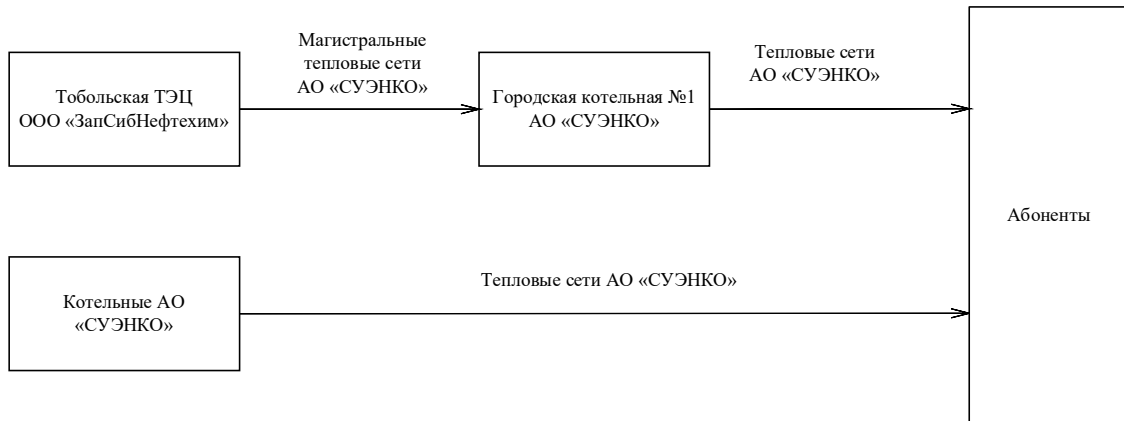 Магистральные
тепловые сети
АО «СУЭНКО»
Тепловые сети
АО «СУЭНКО»
Тобольская ТЭЦ
ООО «ЗапСибНефтехим»
Городская котельная №1
АО «СУЭНКО»
Абоненты
Котельные АО
«СУЭНКО»
Тепловые сети АО «СУЭНКО»